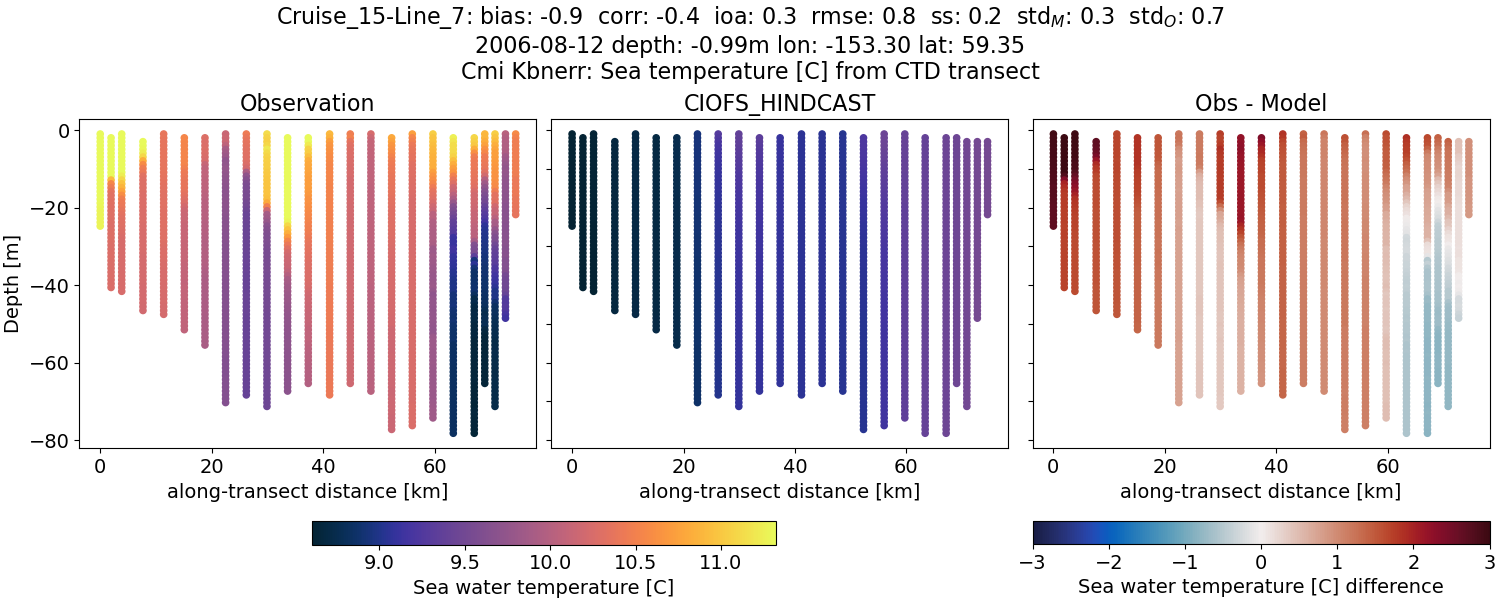 Cruise_15-Line_7: bias: -0.9  corr: -0.4  ioa: 0.3  rmse: 0.8  ss: 0.2  std_M: 0.3  std_O: 0.7
2006-08-12 depth: -0.99m lon: -153.30 lat: 59.35
Cmi Kbnerr: Sea temperature [C] from CTD transect
Observation
CIOFS_HINDCAST
Obs - Model
Depth [m]
0
−20
−40
−60
−80
0 20 40 60
0 20 40 60
0 20 40 60
along-transect distance [km]
along-transect distance [km]
along-transect distance [km]
9.0 9.5 10.0 10.5 11.0
Sea water temperature [C]
−3 −2 −1 0 1 2 3
Sea water temperature [C] difference